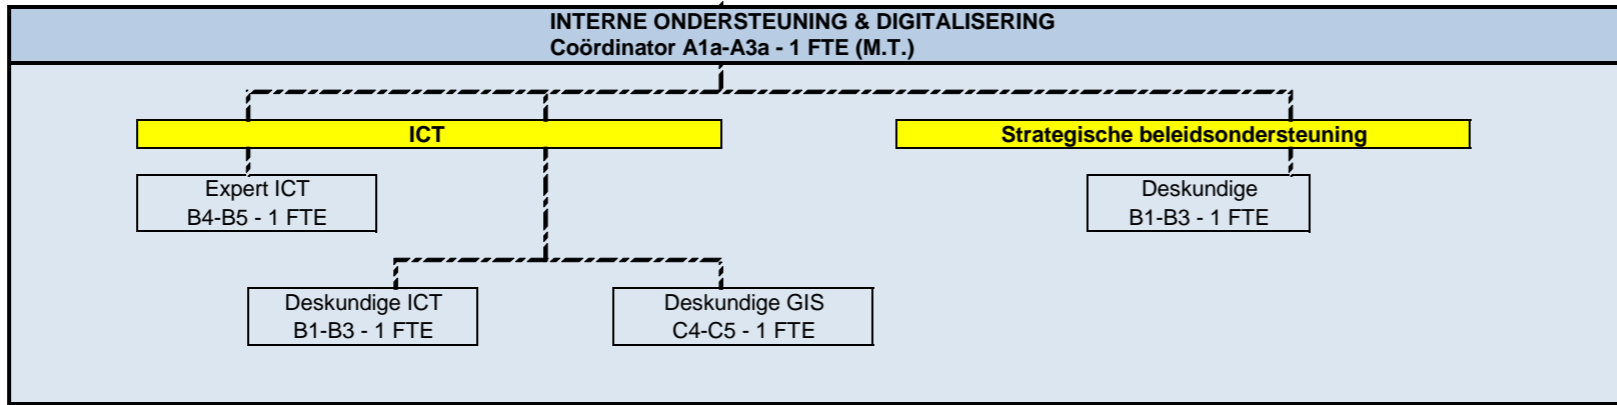 INTERNE ONDERSTEUNING & DIGITALISERING
Coördinator A1a-A3a - 1 FTE (M.T.)
ICT
Strategische beleidsondersteuning
Expert ICT
B4-B5 - 1 FTE
Deskundige
B1-B3 - 1 FTE
Deskundige ICT
B1-B3 - 1 FTE
Deskundige GIS
C4-C5 - 1 FTE